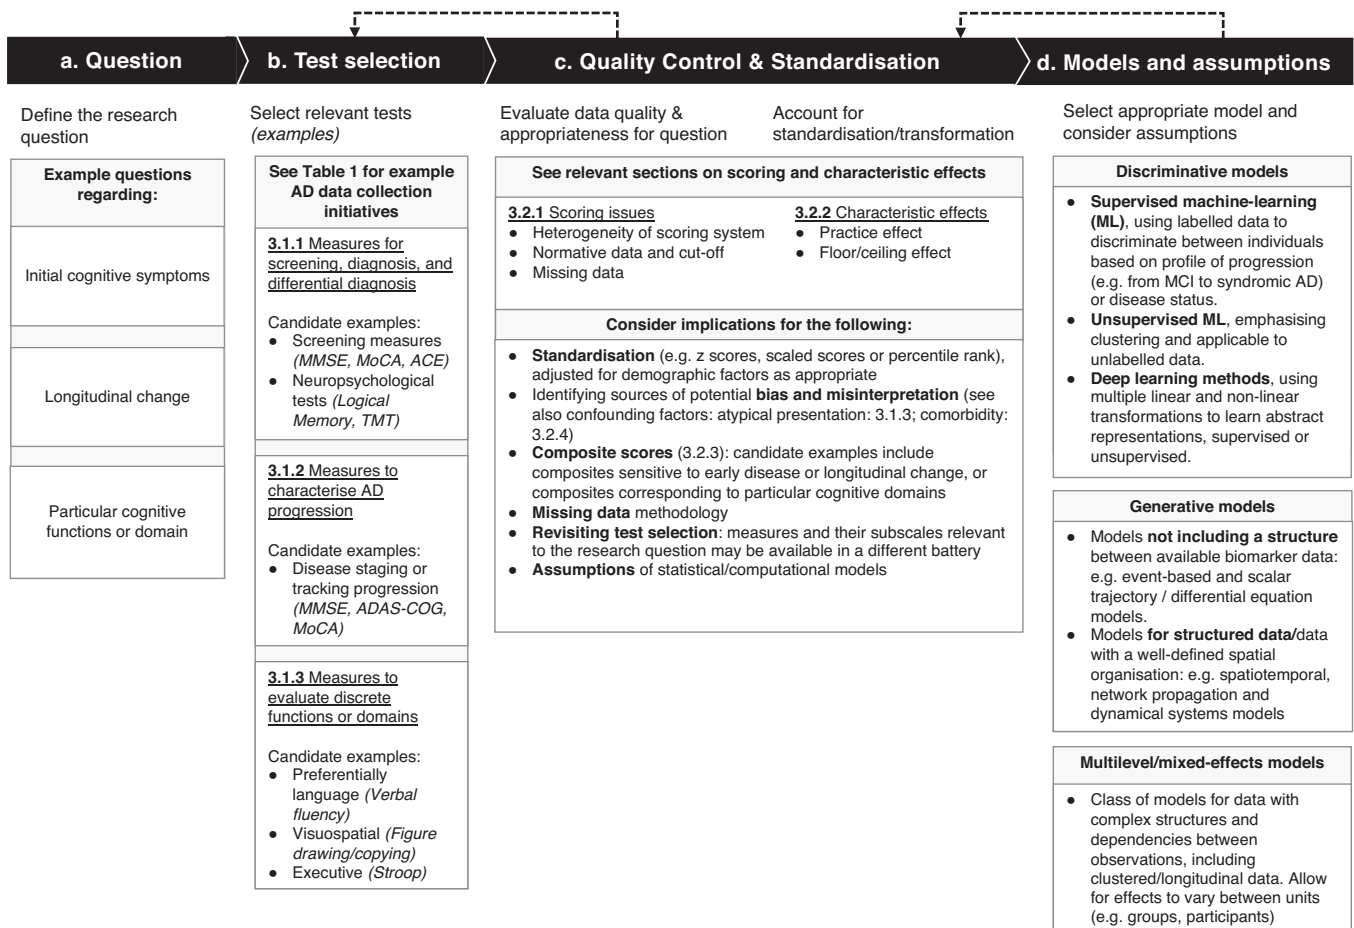 a. Question
b. Test selection
c. Quality Control & Standardisation
d. Models and assumptions
Define the research
question
Example questions
regarding:
Initial cognitive symptoms
Longitudinal change
Particular cognitive
functions or domain
Select relevant tests
(examples)
See Table 1 for example
AD data collection
initiatives
3.1.1 Measures for
screening, diagnosis, and
differential diagnosis
Candidate examples:
● Screening measures
(MMSE, MoCA, ACE)
● Neuropsychological
tests (Logical
Memory, TMT)
3.1.2 Measures to
characterise AD
progression
Candidate examples:
● Disease staging or
tracking progression
(MMSE, ADAS-COG,
MoCA)
3.1.3 Measures to
evaluate discrete
functions or domains
Candidate examples:
● Preferentially
language (Verbal
fluency)
● Visuospatial (Figure
drawing/copying)
● Executive (Stroop)
Evaluate data quality &
appropriateness for question
Account for
standardisation/transformation
See relevant sections on scoring and characteristic effects
3.2.1 Scoring issues
● Heterogeneity of scoring system
● Normative data and cut-off
● Missing data
3.2.2 Characteristic effects
● Practice effect
● Floor/ceiling effect
Consider implications for the following:
● Standardisation (e.g. z scores, scaled scores or percentile rank),
adjusted for demographic factors as appropriate
● Identifying sources of potential bias and misinterpretation (see
also confounding factors: atypical presentation: 3.1.3; comorbidity:
3.2.4)
● Composite scores (3.2.3): candidate examples include
composites sensitive to early disease or longitudinal change, or
composites corresponding to particular cognitive domains
● Missing data methodology
● Revisiting test selection: measures and their subscales relevant
to the research question may be available in a different battery
● Assumptions of statistical/computational models
Select appropriate model and
consider assumptions
Discriminative models
● Supervised machine-learning
(ML), using labelled data to
discriminate between individuals
based on profile of progression
(e.g. from MCI to syndromic AD)
or disease status.
● Unsupervised ML, emphasising
clustering and applicable to
unlabelled data.
● Deep learning methods, using
multiple linear and non-linear
transformations to learn abstract
representations, supervised or
unsupervised.
Generative models
● Models not including a structure
between available biomarker data:
e.g. event-based and scalar
trajectory / differential equation
models.
● Models for structured data/data
with a well-defined spatial
organisation: e.g. spatiotemporal,
network propagation and
dynamical systems models
Multilevel/mixed-effects models
● Class of models for data with
complex structures and
dependencies between
observations, including
clustered/longitudinal data. Allow
for effects to vary between units
(e.g. groups, participants)